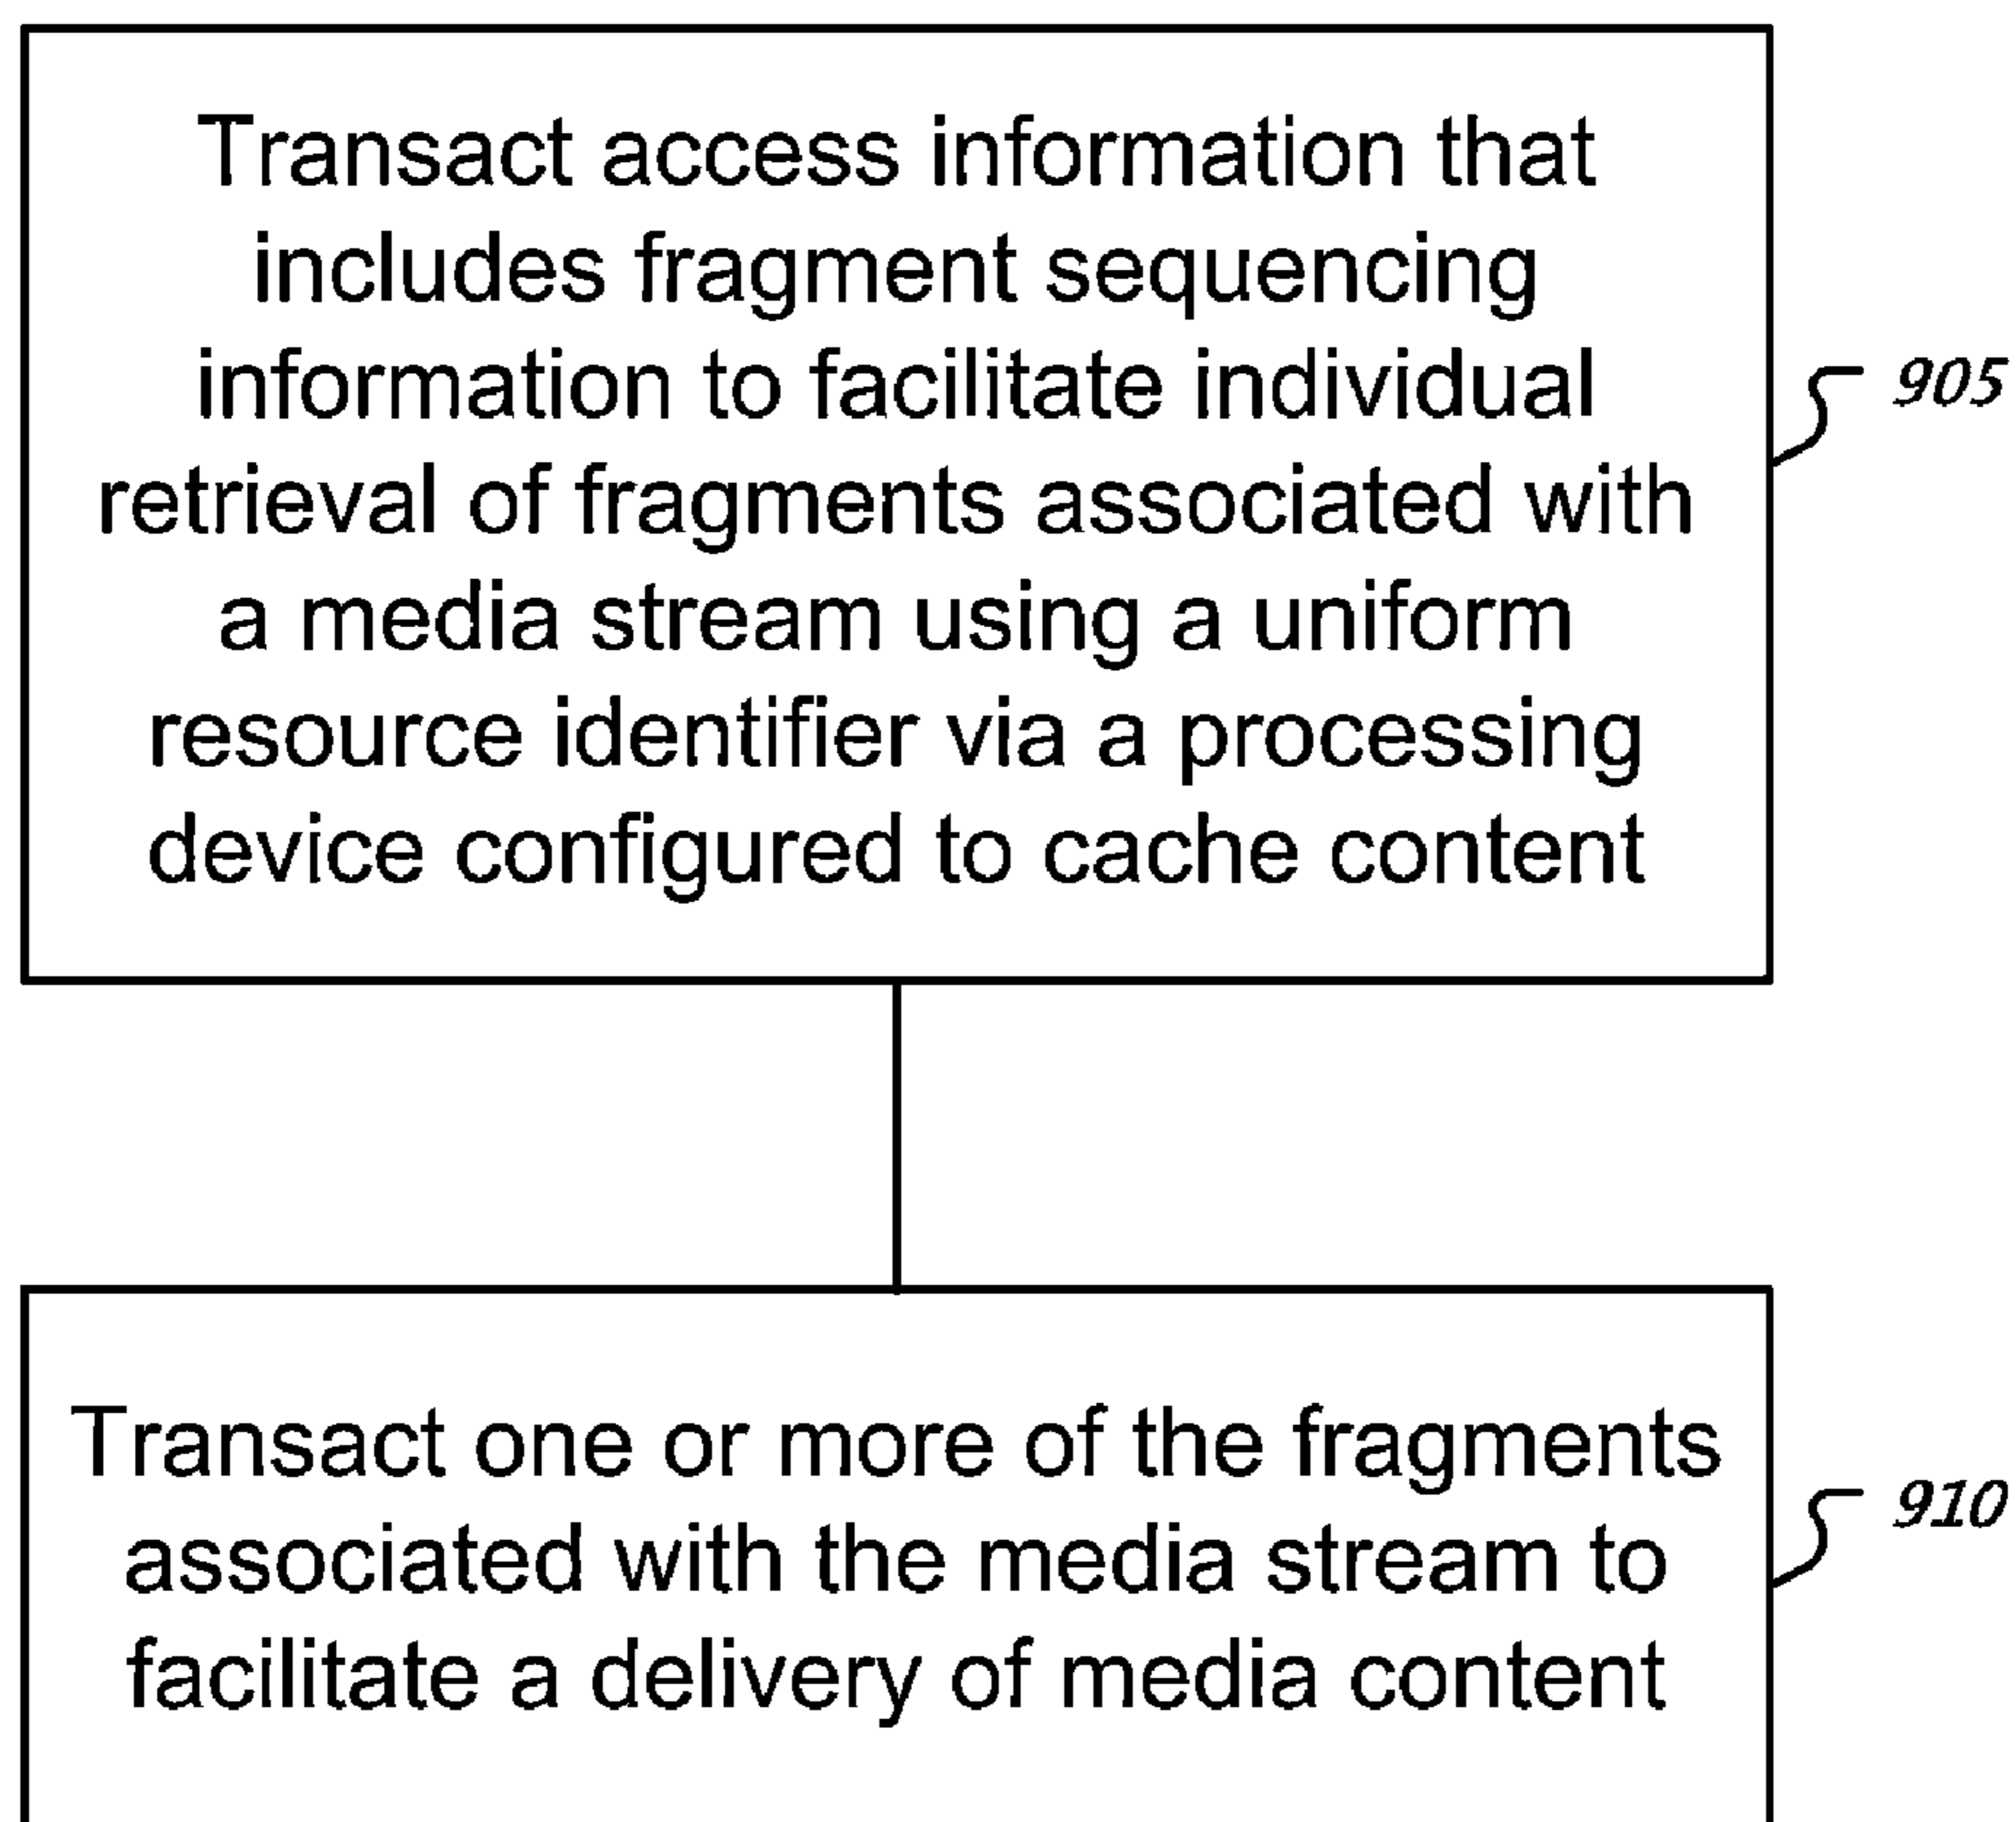 Transact access information that
includes fragment sequencing
information to facilitate individual
retrieval of fragments associated with
a media stream using a uniform
resource identifier via a processing
device configured to cache content
905
Transact one or more of the fragments
associated with the media stream to
facilitate a delivery of media content
910